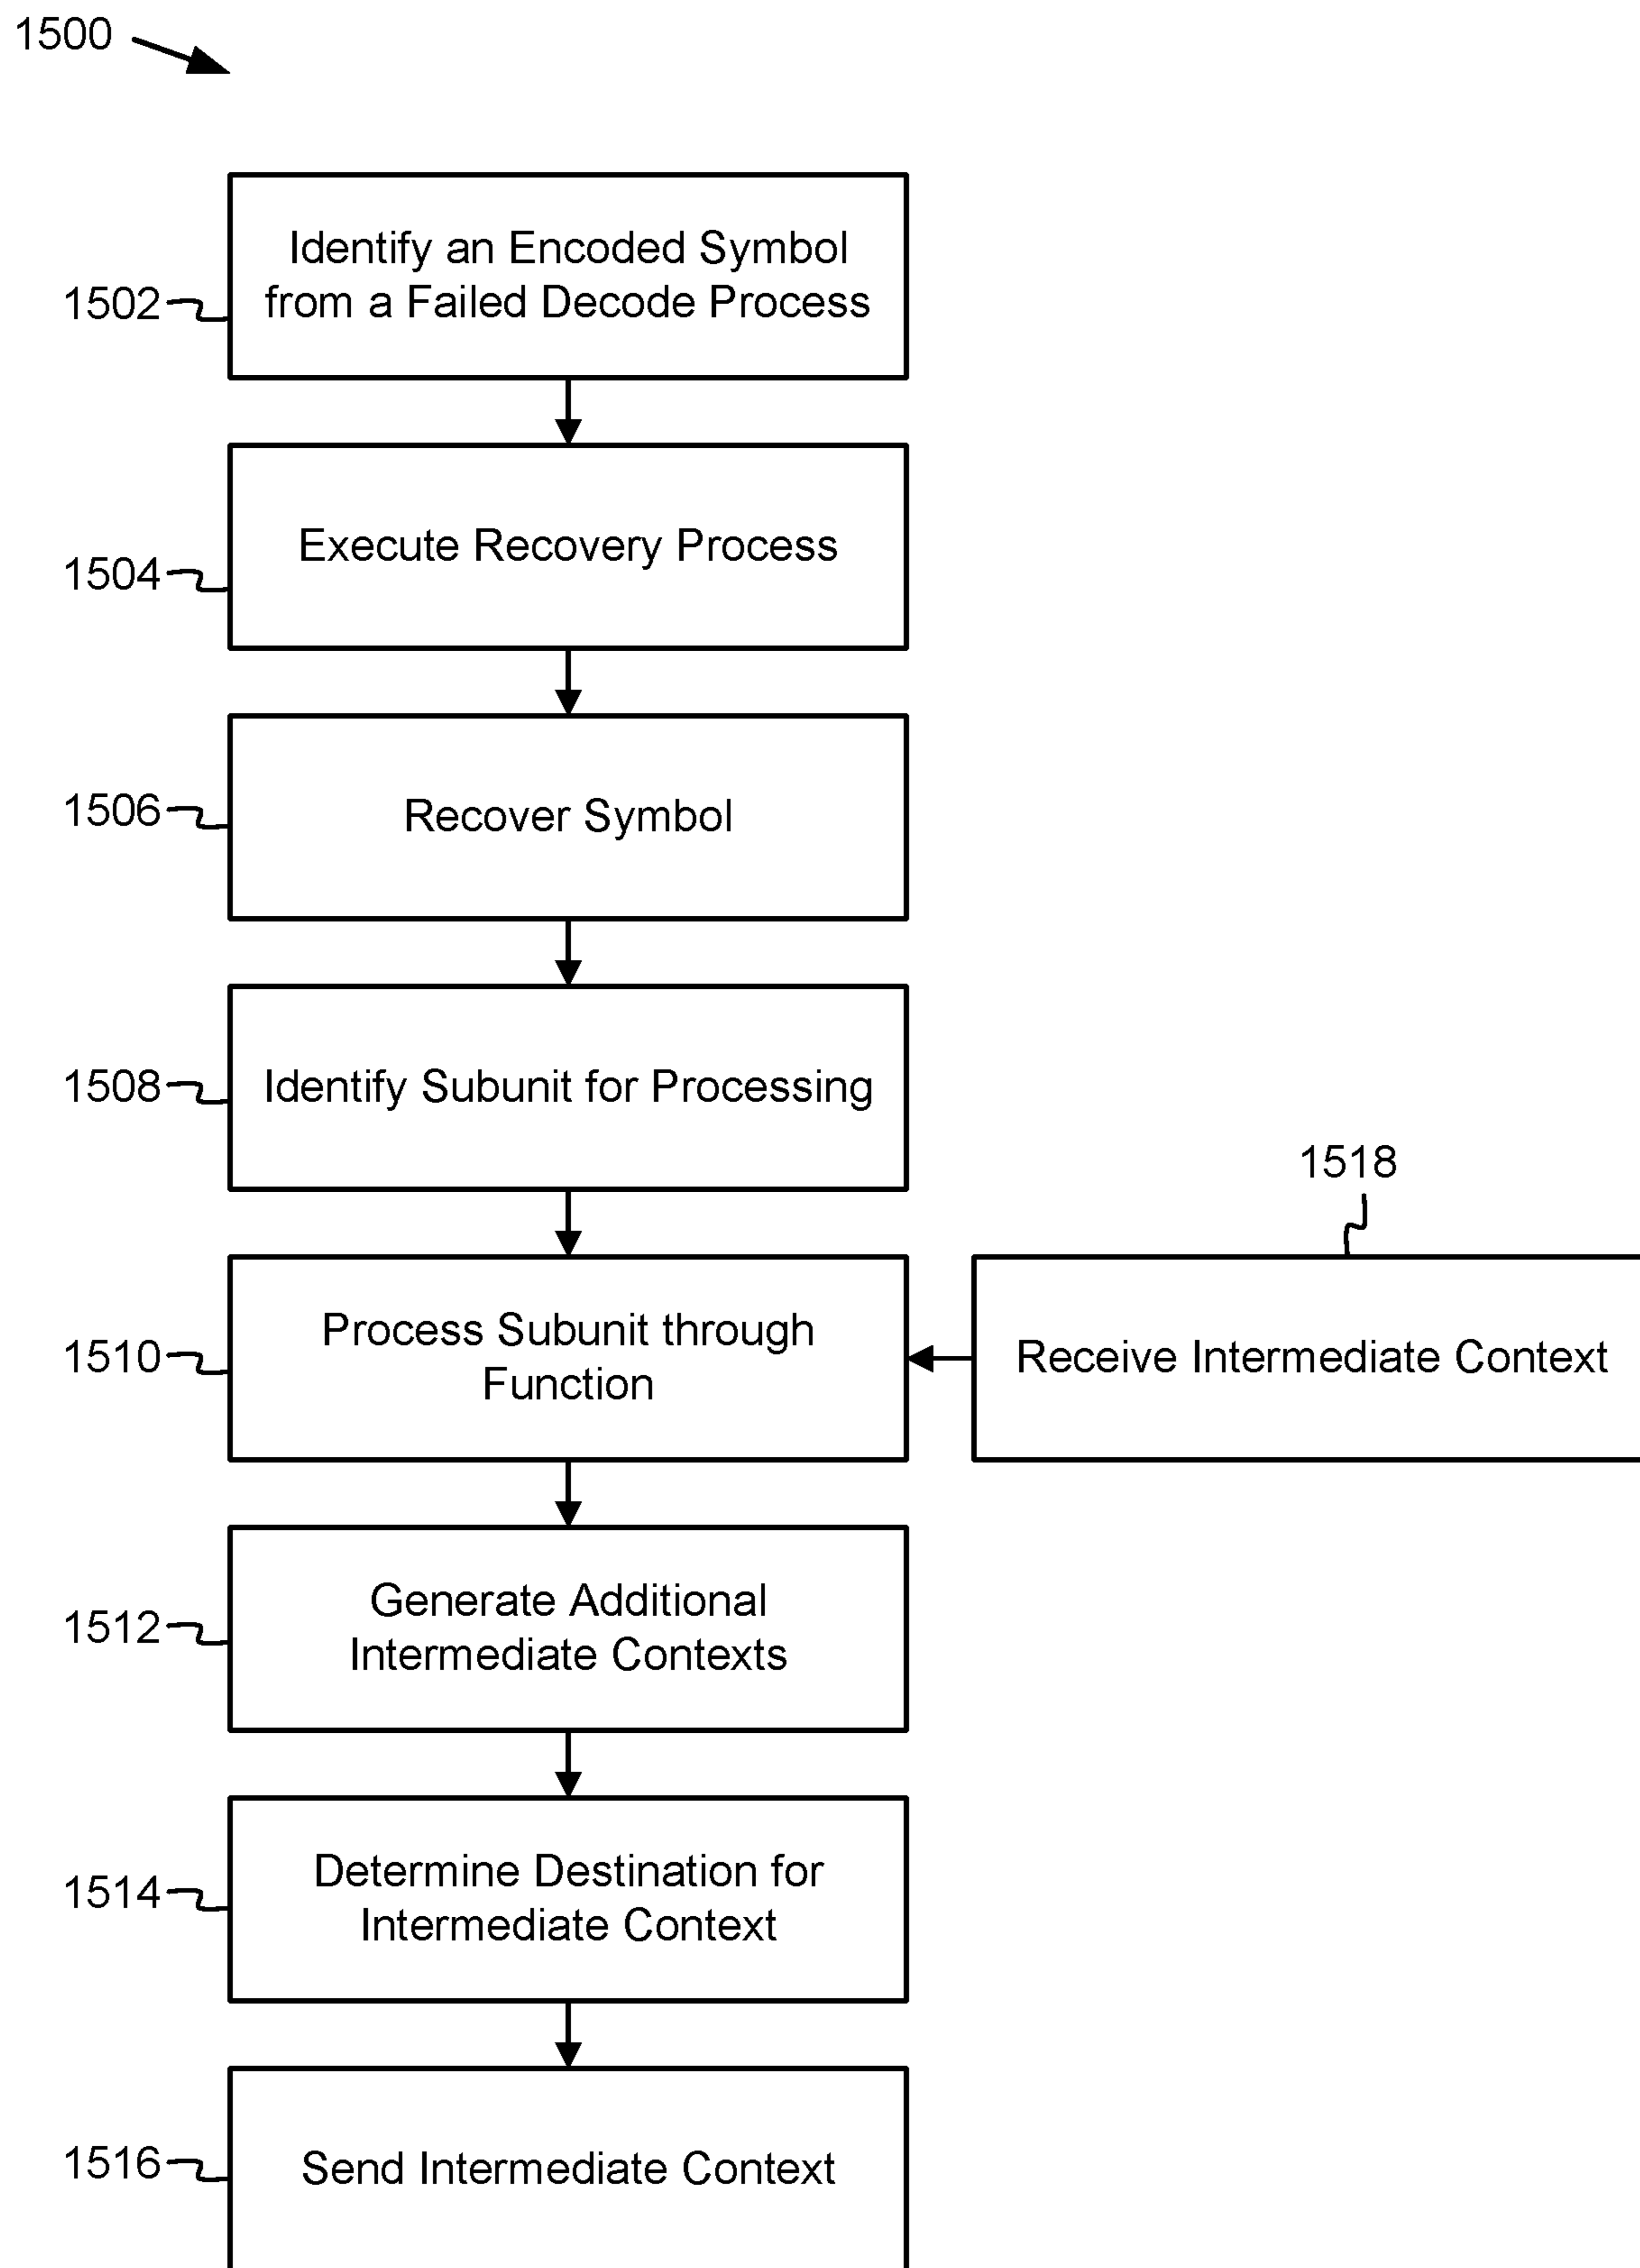 1500
Identify an Encoded Symbol
from a Failed Decode Process
1502
Execute Recovery Process
1504
Recover Symbol
1506
Identify Subunit for Processing
1508
1518
Process Subunit through
Function
1510
Receive Intermediate Context
Generate Additional
Intermediate Contexts
1512
Determine Destination for
Intermediate Context
1514
Send Intermediate Context
1516